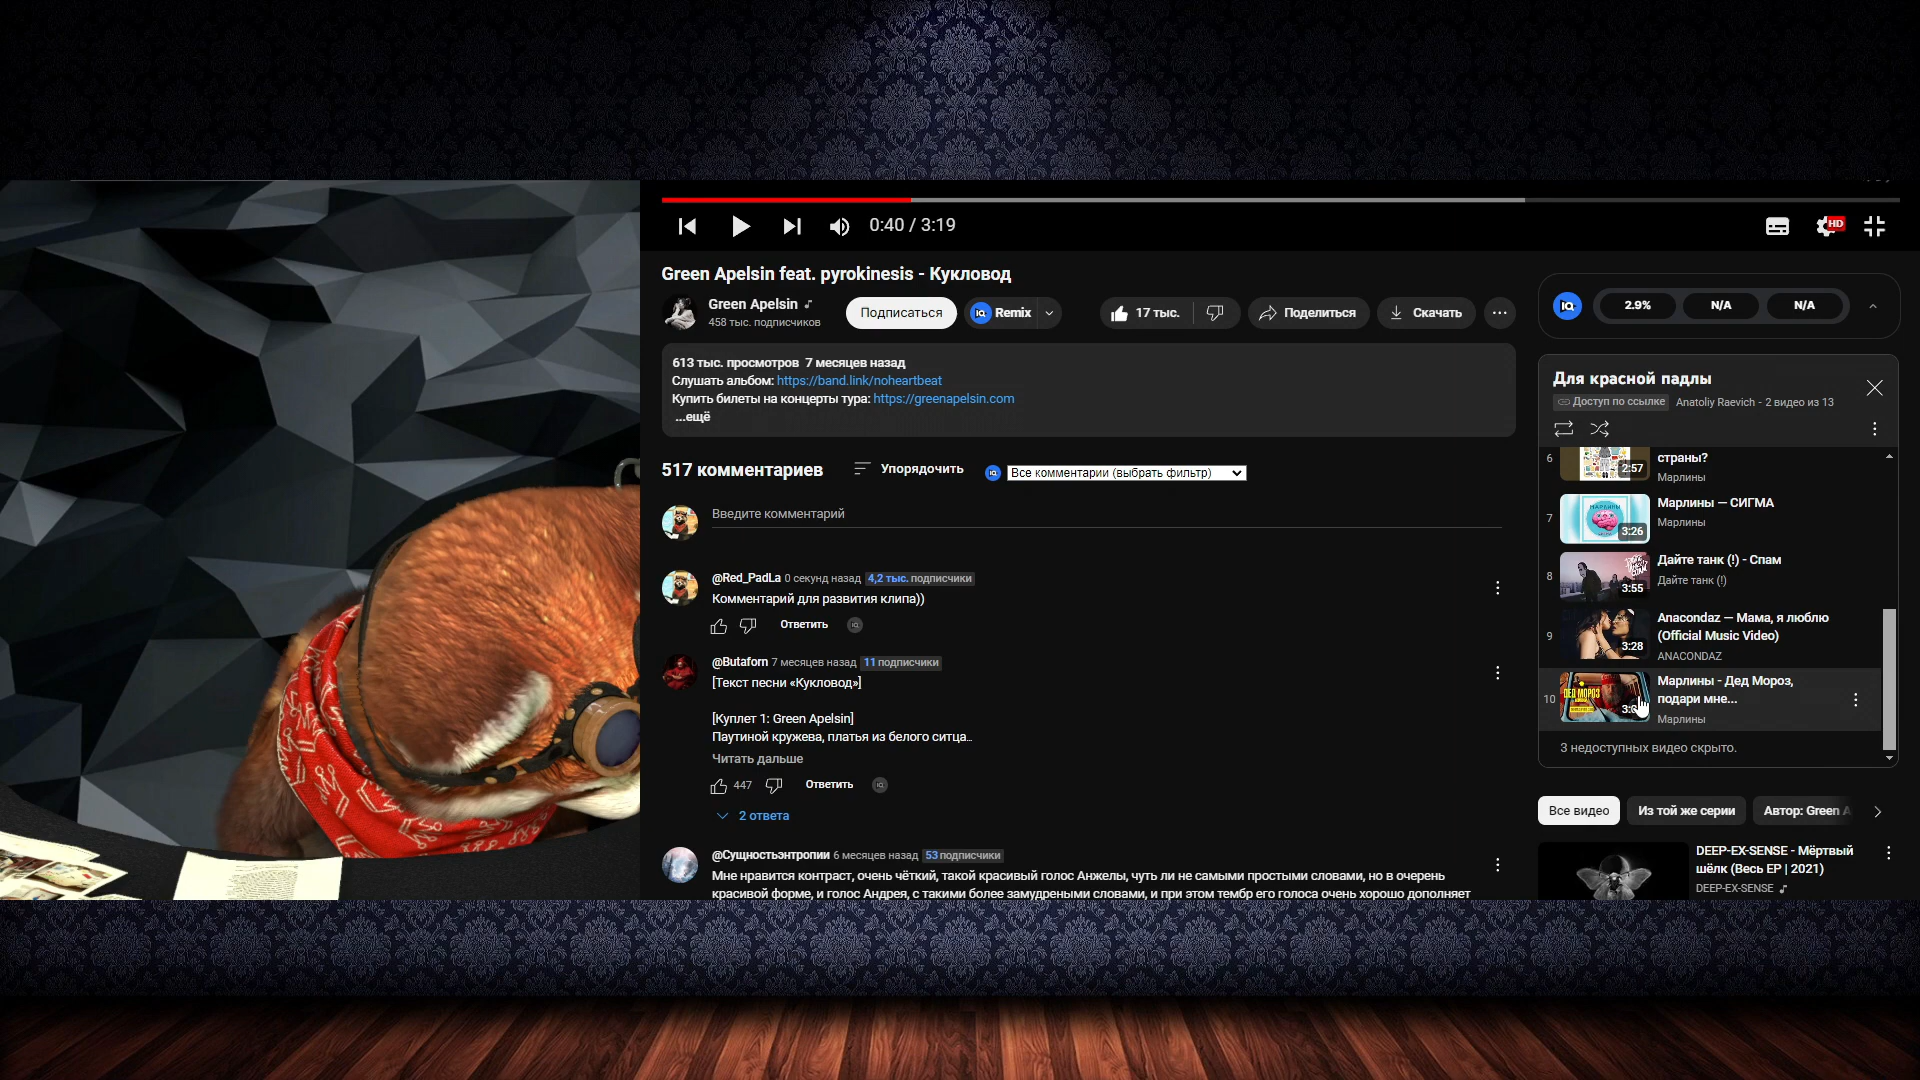 0:40 / 3:19
HD
Green Apelsin feat. pyrokinesis - Кукловод
Green Apelsin
458 тыс. подписчиков
Подписаться
Remix
17 тыс.
Поделиться
Скачать
613 тыс. просмотров 7 месяцев назад
Слушать альбом: https://band.link/noheartbeat
Купить билеты на концерты тура: https://greenapelsin.com
...ещё
517 комментариев
Упорядочить
Все комментарии (выбрать фильтр)
Введите комментарий
@Red_PadLa 0 секунд назад 4,2 тыс. подписчики
Комментарий для развития клипа))
Ответить
@Butaforn 7 месяцев назад 11 подписчики
[Текст песни «Кукловод»]
[Куплет 1: Green Apelsin]
Паутиной кружева, платья из белого ситца...
Читать дальше
447
Ответить
2 ответа
@Сущностьэнтропии 6 месяцев назад 53 подписчики
Мне нравится контраст, очень чёткий, такой красивый голос Анжелы, чуть ли не самыми простыми словами, но в очерень
красивой форме, и голос Андрея, с такими более замудреными словами, и при этом тембр его голоса очень хорошо дополняет
iQ
2.9%
N/A
N/A
Для красной падлы
Доступ по ссылке
Anatoliy Raevich - 2 видео из 13
6
2:57
страны?
Марлины
7
МАРЛИНЫ
3:26
Марлины — СИГМА
Марлины
8
3:55
Дайте танк (!) - Спам
Дайте танк (!)
9
3:28
Anacondaz — Мама, я люблю
(Official Music Video)
ANACONDAZ
10
ДЕД МОРОЗ
Марлины - Дед Мороз,
подари мне...
Марлины
3 недоступных видео скрыто.
Все видео
Из той же серии
Автор: Green A
DEEP-EX-SENSE - Мёртвый
шёлк (Весь EP | 2021)
DEEP-EX-SENSE